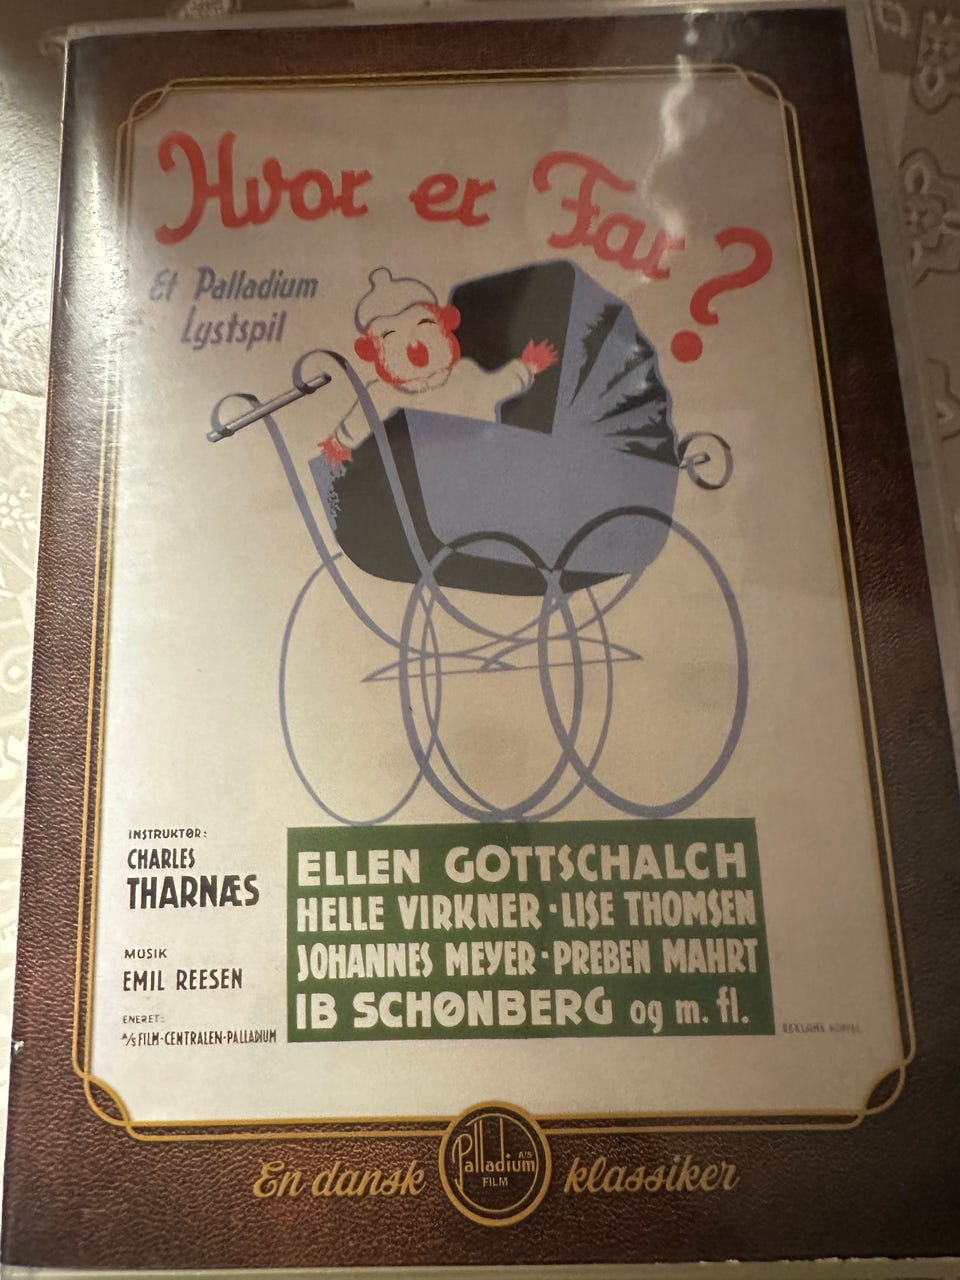 Hvor er Far?
Et Palladium
Lystspil
INSTRUKTØR:
CHARLES
THARNÆS
MUSIK
EMIL REESEN
ENERET:
A/S FILM-CENTRALEN-PALLADIUM
ELLEN GOTTSCHALCH
HELLE VIRKNER · LISE THOMSEN
JOHANNES MEYER · PREBEN MAHRT
IB SCHØNBERG og m. fl.
REKLAME
En dansk
Palladium
A/S
FILM
klassiker